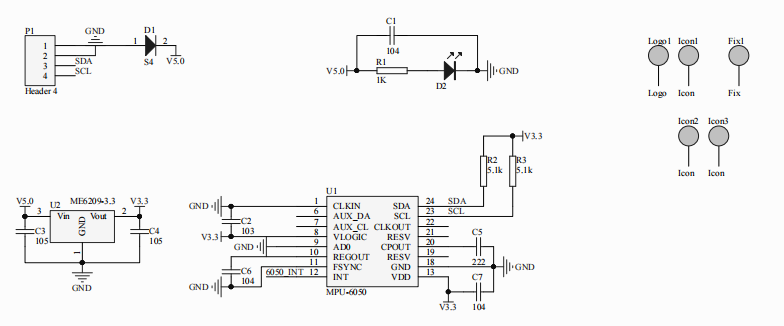 P1
1
2
3
4
Header 4
GND
SDA
SCL
D1
1
2
S4
V5.0
C1
104
V5.0
R1
1K
D2
GND
Logo1
Icon1
Fix1
Logo
Icon
Fix
Icon2
Icon3
Icon
Icon
V5.0
U2
ME6209-3.3
V3.3
3
Vin
Vout
2
GND
1
C3
105
C4
105
GND
U1
GND
C2
103
V3.3
GND
C6
104
GND
6050_INT
1 CLKIN
6 AUX_DA
7 AUX_CL
8 VLOGIC
9 AD0
10 REGOUT
11 FSYNC
12 INT
MPU-6050
SDA 24 SDA
SCL 23 SCL
CLKOUT 22
RESV 21
CPOUT 20
RESV 19
GND 18
VDD 13
V3.3
R2
5.1k
R3
5.1k
C5
222
GND
C7
104
V3.3